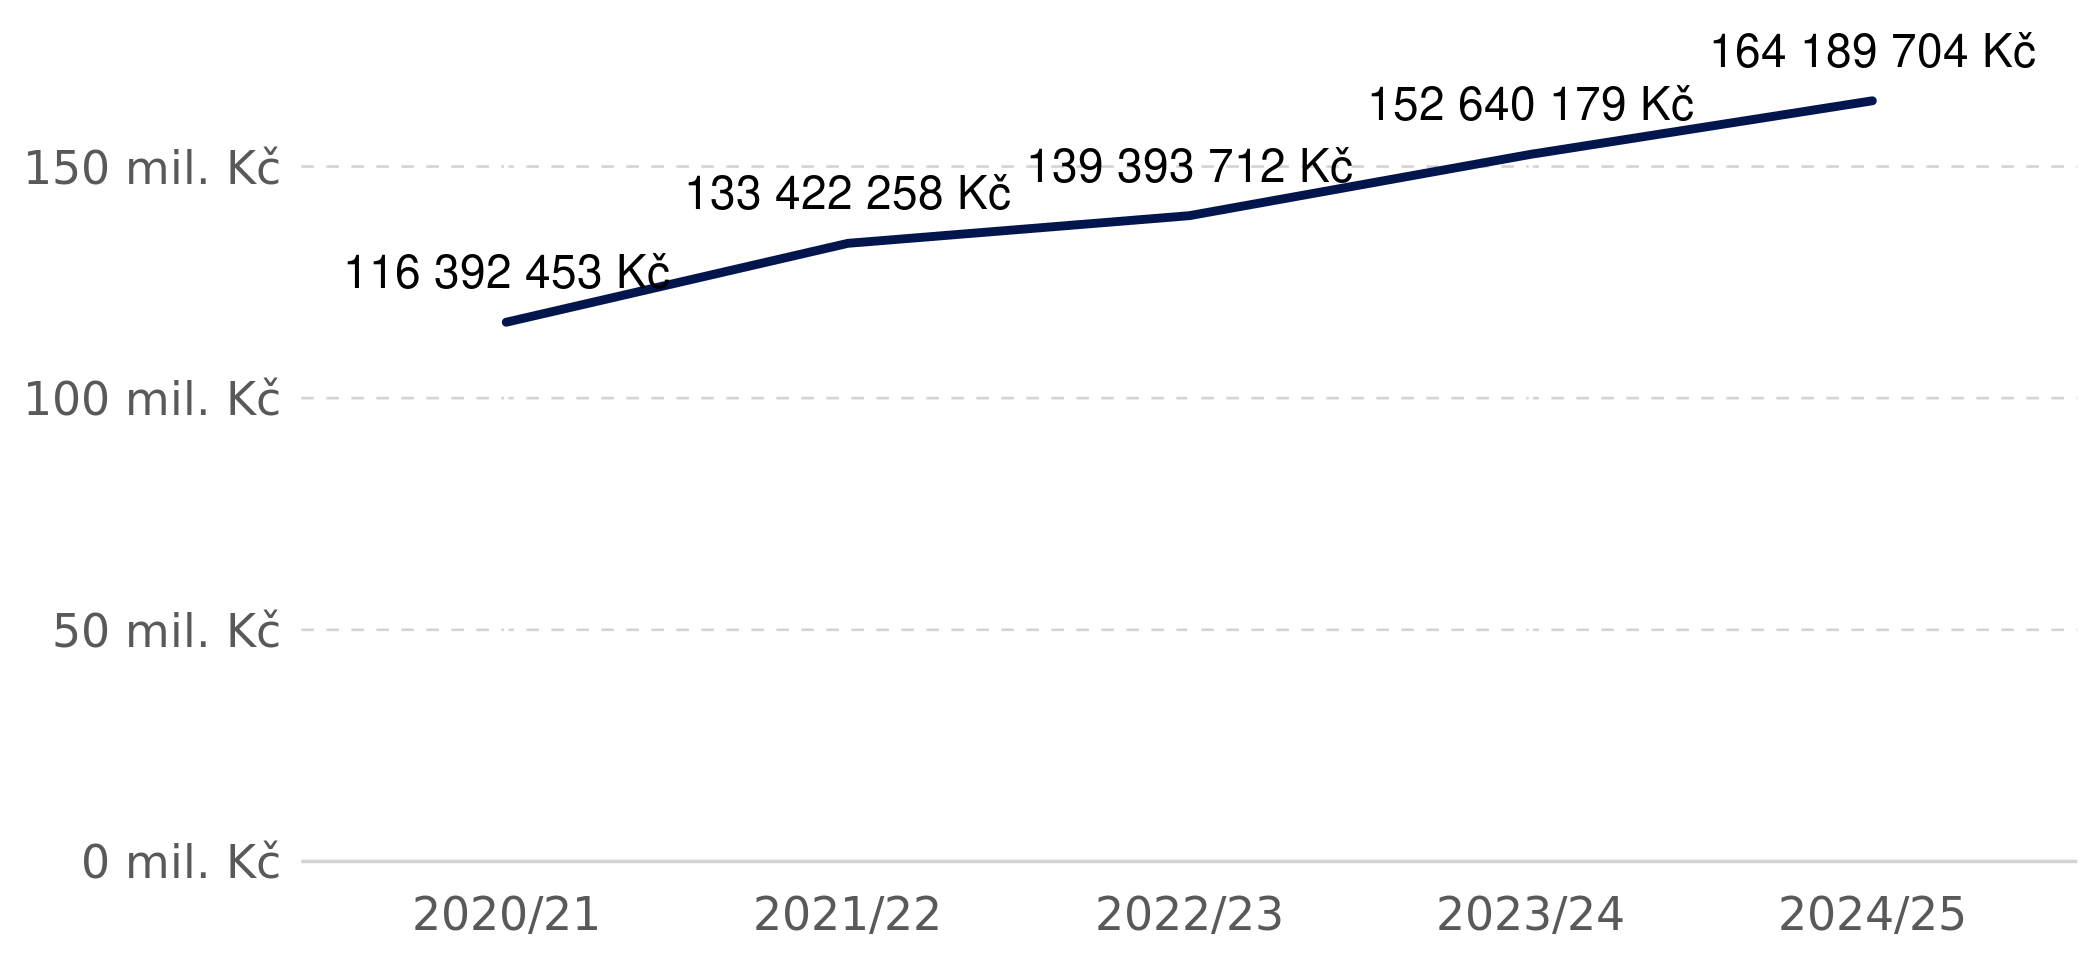 164 189 704 Kč
152 640 179 Kč
139 393 712 Kč
133 422 258 Kč
116 392 453 Kč
150 mil. Kč
100 mil. Kč
50 mil. Kč
0 mil. Kč
2020/21 2021/22 2022/23 2023/24 2024/25